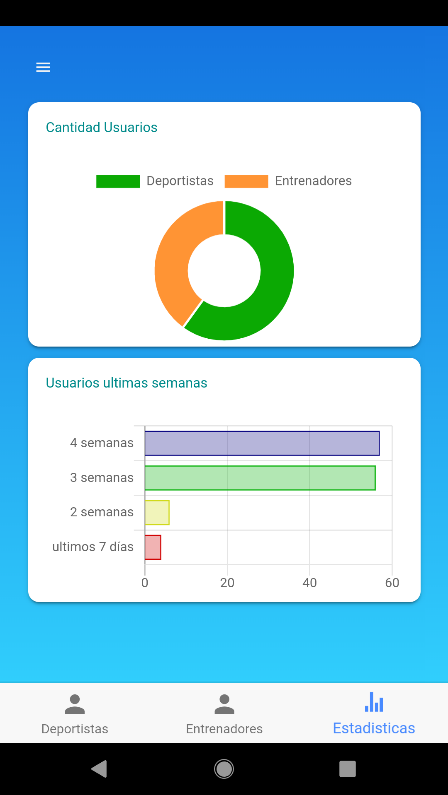 Cantidad Usuarios
Deportistas Entrenadores
Usuarios ultimas semanas
4 semanas
3 semanas
2 semanas
ultimos 7 días
0 20 40 60
Deportistas Entrenadores Estadisticas